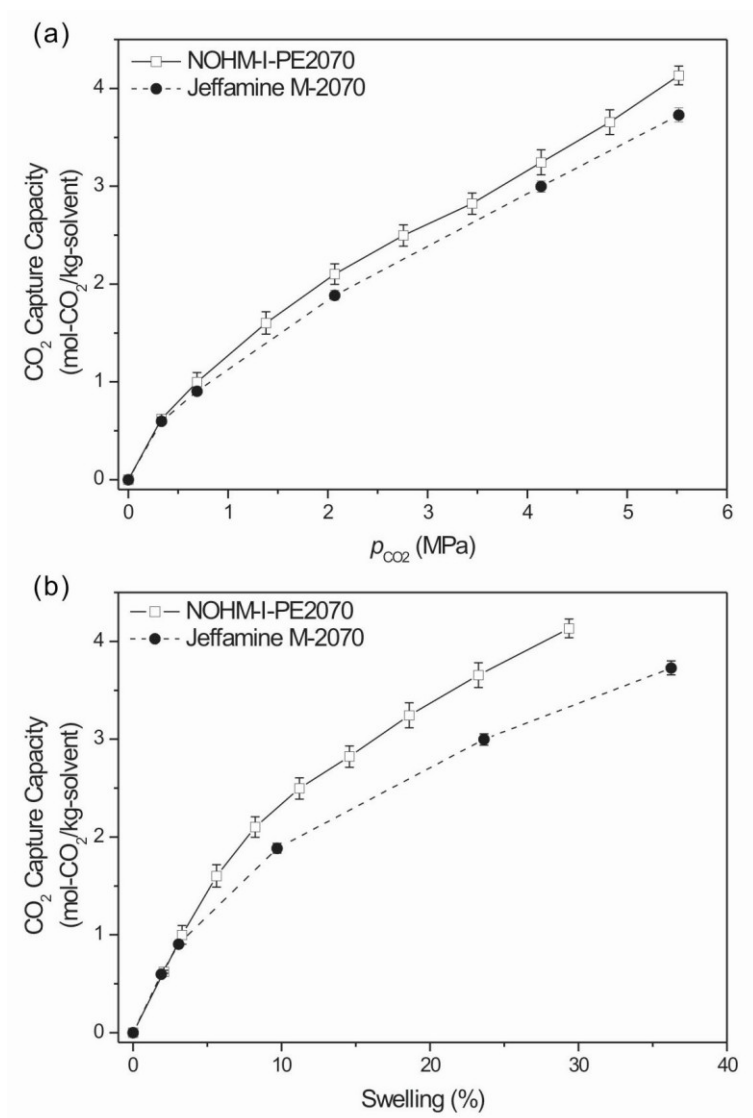 (a)
NOHM-I-PE2070
Jeffamine M-2070
4
3
2
1
0
CO₂ Capture Capacity
(mol-CO₂/kg-solvent)
0 1 2 3 4 5 6
pCO2 (MPa)
(b)
NOHM-I-PE2070
Jeffamine M-2070
4
3
2
1
0
CO₂ Capture Capacity
(mol-CO₂/kg-solvent)
0 10 20 30 40
Swelling (%)